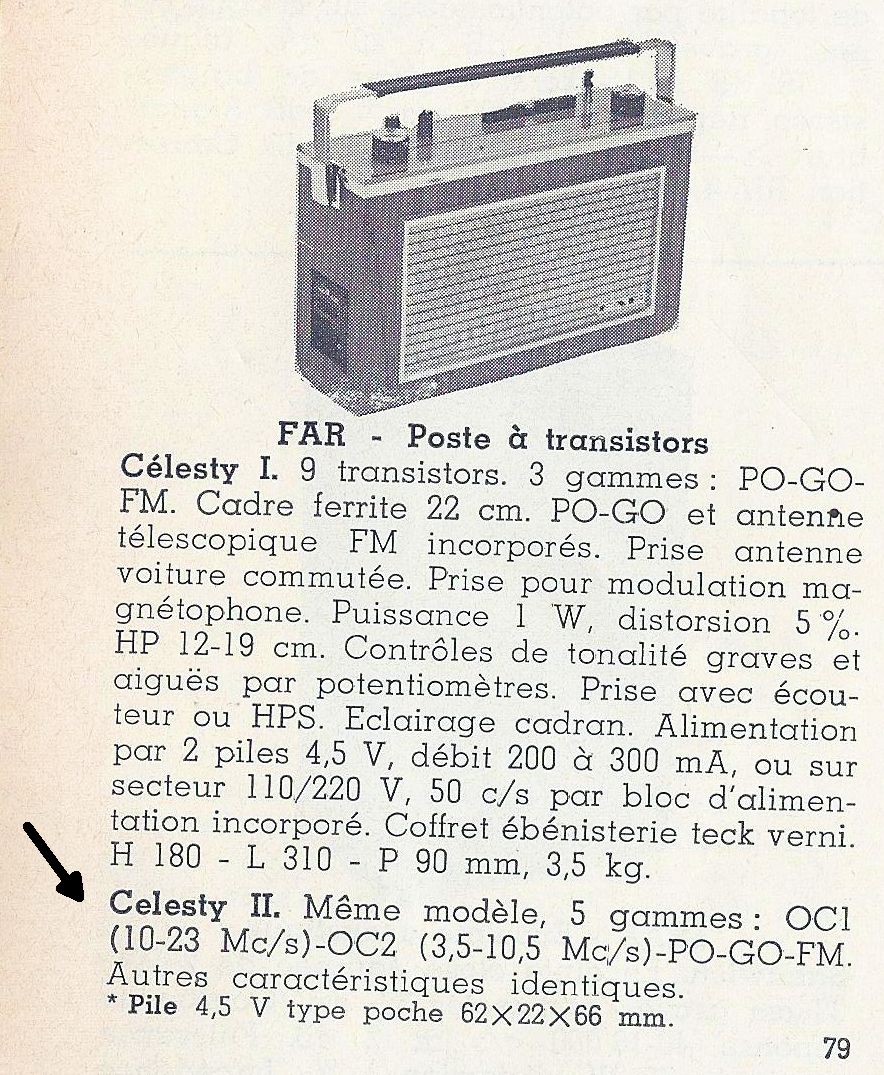 FAR - Poste à transistors
Célesty I. 9 transistors. 3 gammes : PO-GO-
FM. Cadre ferrite 22 cm. PO-GO et antenne
télescopique FM incorporés. Prise antenne
voiture commutée. Prise pour modulation ma-
gnétophone. Puissance 1 W, distorsion 5 %.
HP 12-19 cm. Contrôles de tonalité graves et
aiguës par potentiomètres. Prise avec écou-
teur ou HPS. Eclairage cadran. Alimentation
par 2 piles 4,5 V, débit 200 à 300 mA, ou sur
secteur 110/220 V, 50 c/s par bloc d'alimen-
tation incorporé. Coffret ébénisterie teck verni.
H 180 - L 310 - P 90 mm, 3,5 kg.
Celesty II. Même modèle, 5 gammes : OC1
(10-23 Mc/s)-OC2 (3,5-10,5 Mc/s)-PO-GO-FM.
Autres caractéristiques identiques.
* Pile 4,5 V type poche 62×22×66 mm.
79